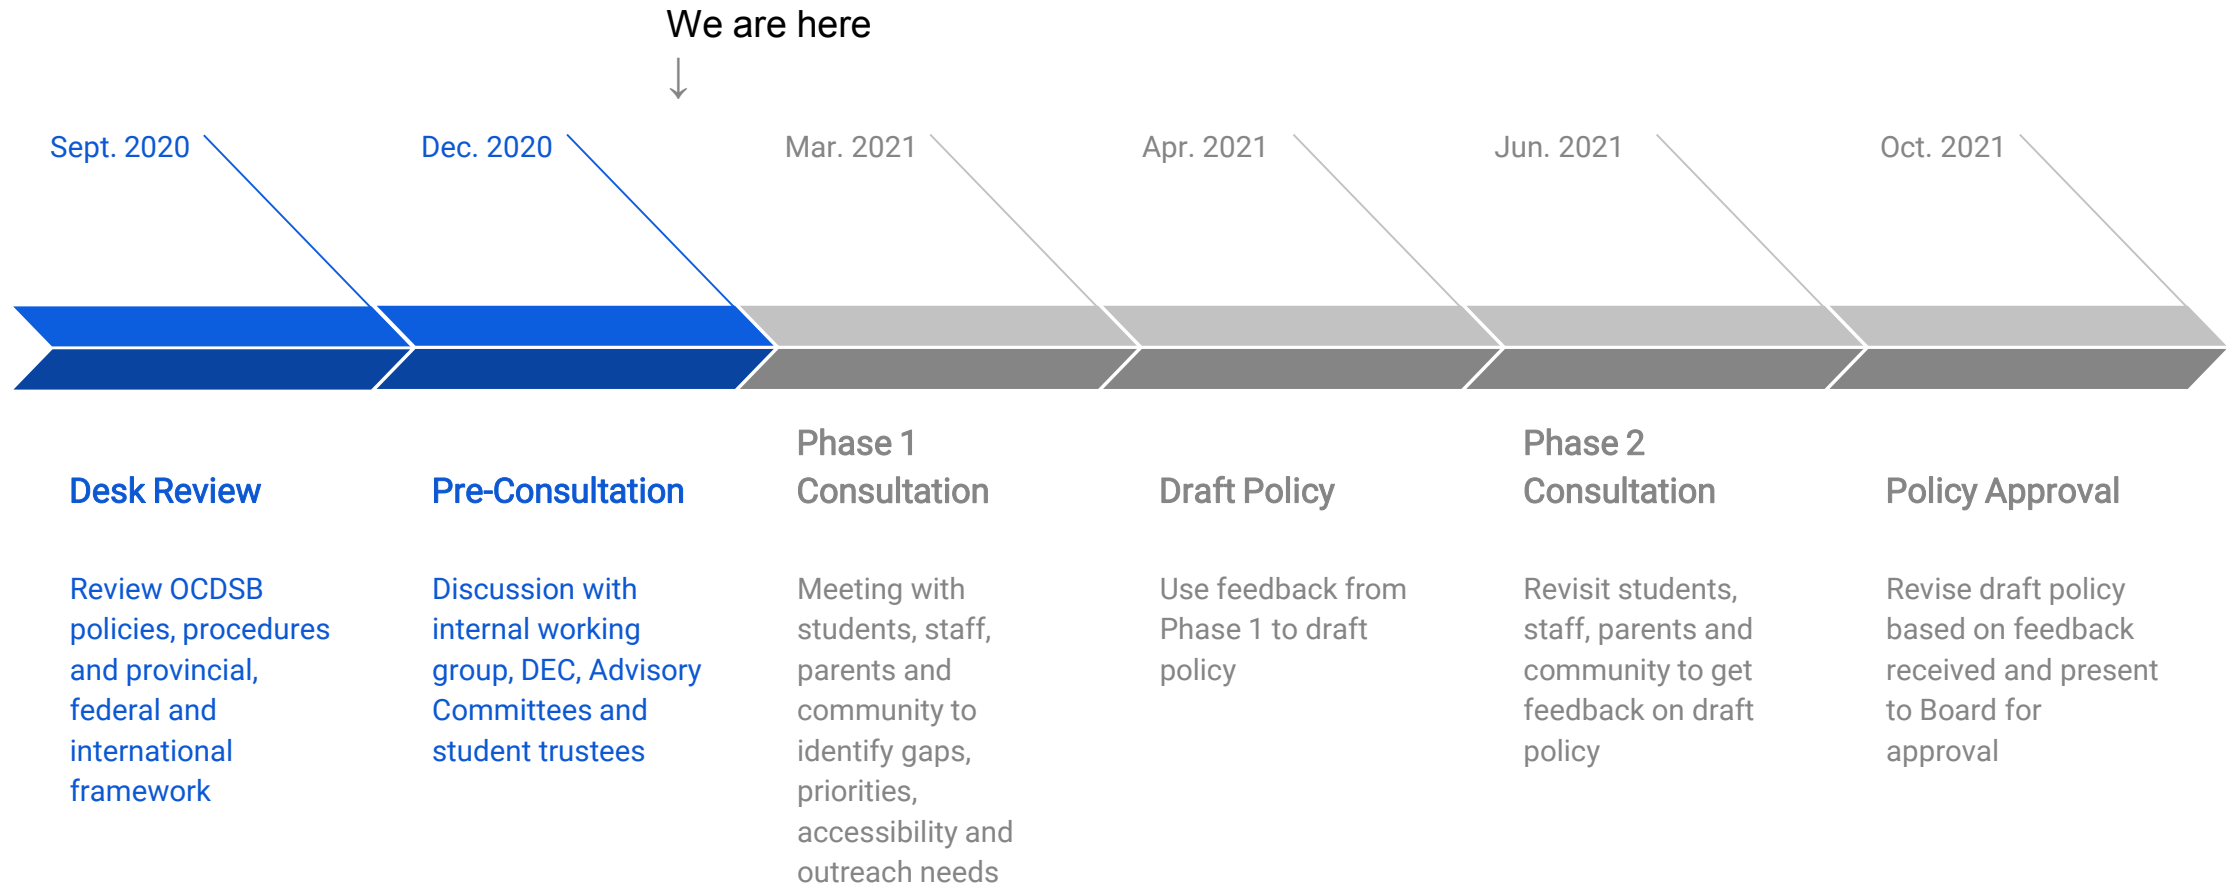 We are here
Sept. 2020
Dec. 2020
Mar. 2021
Apr. 2021
Jun. 2021
Oct. 2021
Desk Review
Review OCDSB
policies, procedures
and provincial,
federal and
international
framework
Pre-Consultation
Discussion with
internal working
group, DEC, Advisory
Committees and
student trustees
Phase 1
Consultation
Meeting with
students, staff,
parents and
community to
identify gaps,
priorities,
accessibility and
outreach needs
Draft Policy
Use feedback from
Phase 1 to draft
policy
Phase 2
Consultation
Revisit students,
staff, parents and
community to get
feedback on draft
policy
Policy Approval
Revise draft policy
based on feedback
received and present
to Board for
approval